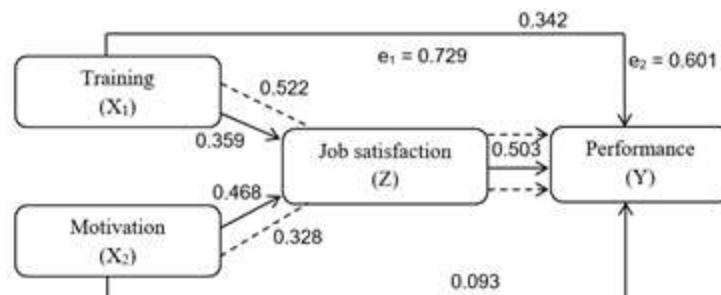 0.342
e₁ = 0.729
e₂ = 0.601
Training
(X₁)
0.522
0.359
Job satisfaction
(Z)
0.503
Performance
(Y)
0.468
Motivation
(X₂)
0.328
0.093